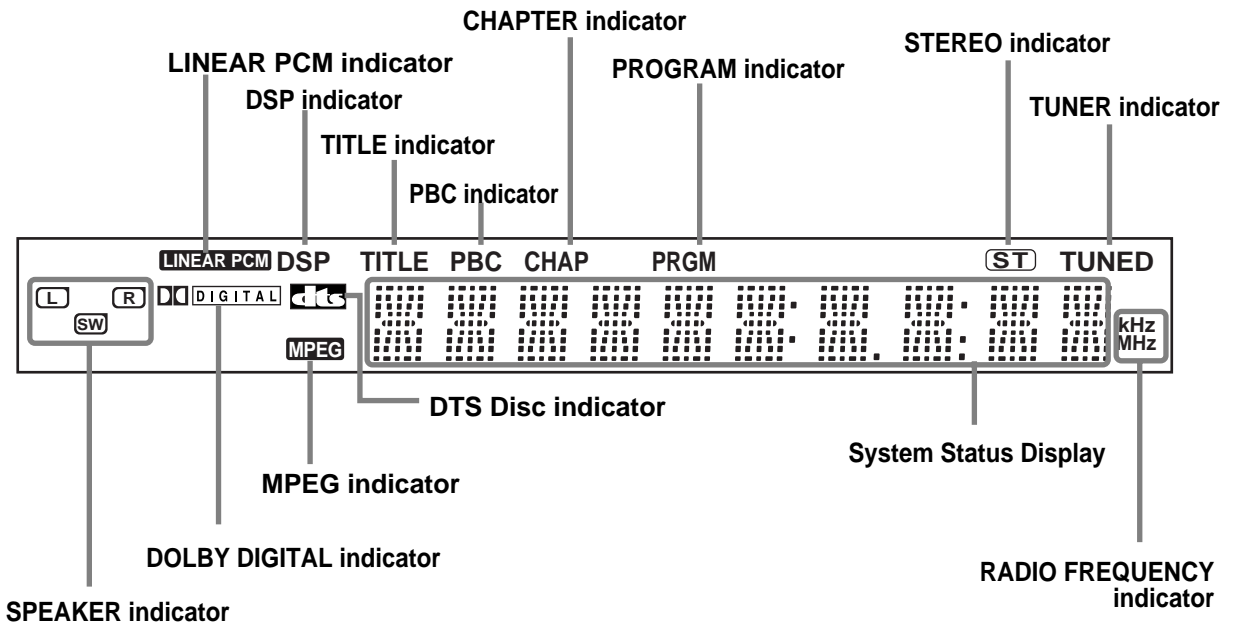 CHAPTER indicator
STEREO indicator
LINEAR PCM indicator
PROGRAM indicator
DSP indicator
TUNER indicator
TITLE indicator
PBC indicator
LINEAR PCM DSP TITLE PBC CHAP PRGM ST TUNED
L R DIGITAL dts
SW
kHz
MPEG MHz
DTS Disc indicator
System Status Display
MPEG indicator
DOLBY DIGITAL indicator
RADIO FREQUENCY
indicator
SPEAKER indicator